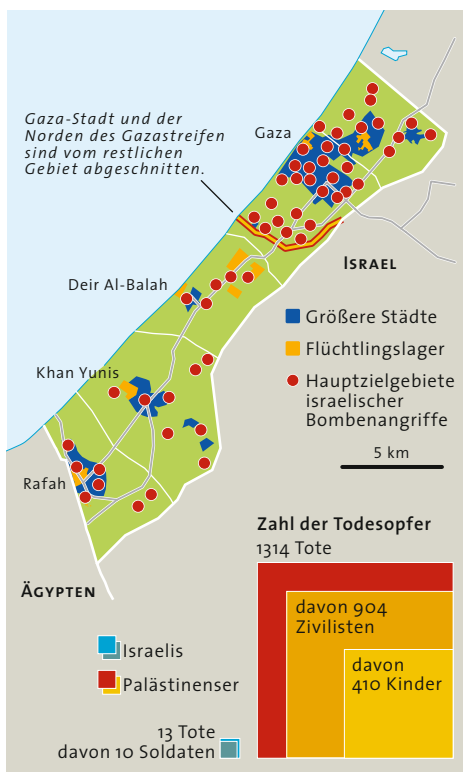 Gaza-Stadt und der
Norden des Gazastreifen
sind vom restlichen
Gebiet abgeschnitten.
Gaza
ISRAEL
Deir Al-Balah
Größere Städte
Flüchtlingslager
Khan Yunis
Hauptzielgebiete
israelischer
Bombenangriffe
5 km
Rafah
Zahl der Todesopfer
1314 Tote
ÄGYPTEN
davon 904
Zivilisten
Israelis
davon
410 Kinder
Palästinenser
13 Tote
davon 10 Soldaten